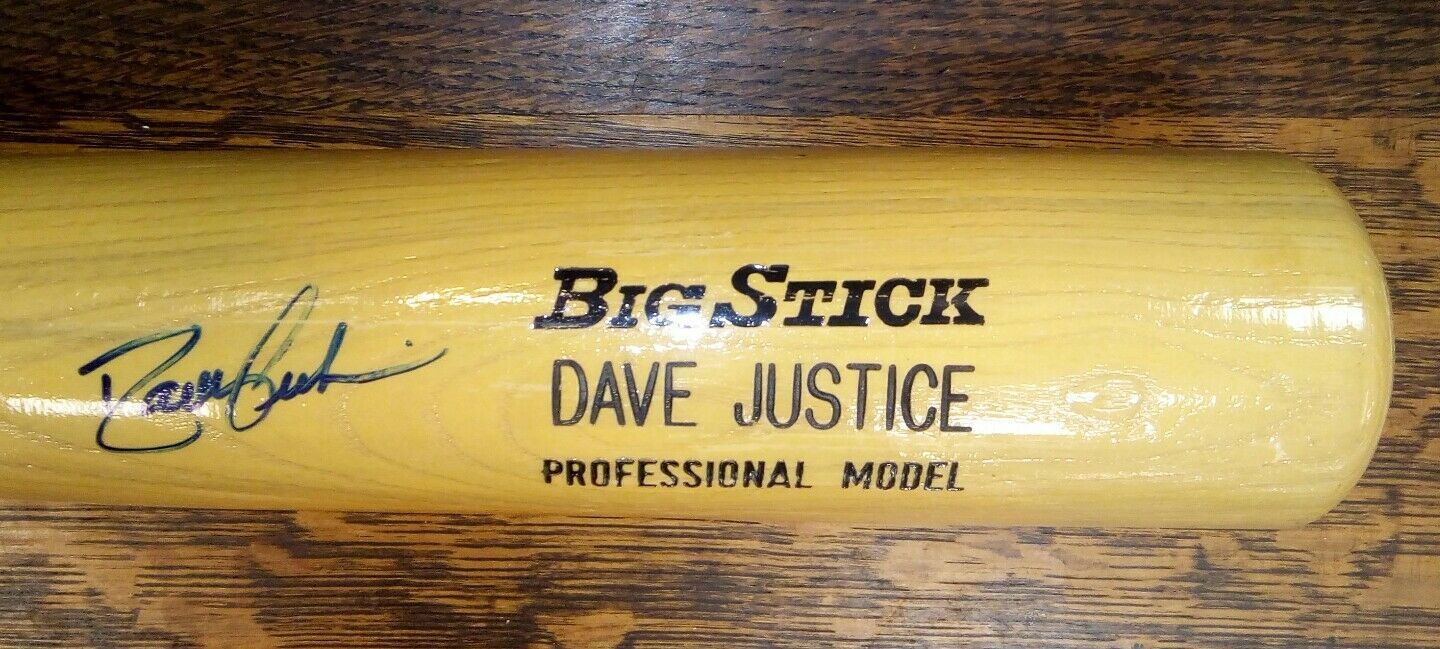 BIG STICK
DAVE JUSTICE
PROFESSIONAL MODEL